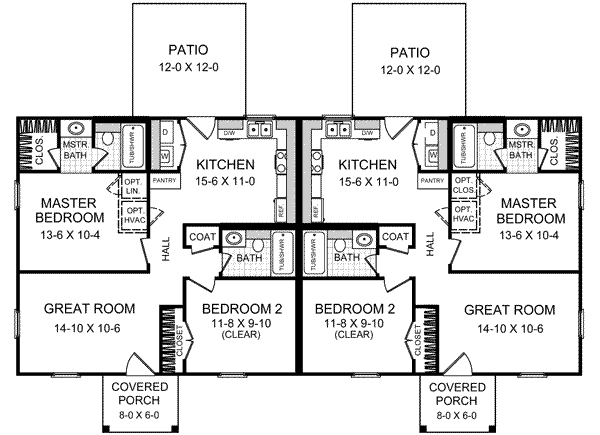 PATIO
12-0 X 12-0
PATIO
12-0 X 12-0
CLOS.
MSTR.
BATH
TUB/SHWR
D
W
D/W
KITCHEN
15-6 X 11-0
PANTRY
REF
OPT.
LIN.
OPT.
HVAC
MASTER
BEDROOM
13-6 X 10-4
HALL
COAT
BATH
TUB/SHWR
GREAT ROOM
14-10 X 10-6
CLOSET
BEDROOM 2
11-8 X 9-10
(CLEAR)
COVERED
PORCH
8-0 X 6-0
D/W
KITCHEN
15-6 X 11-0
D
W
PANTRY
REF
TUB/SHWR
MSTR.
BATH
CLOS.
OPT.
CLOS.
OPT.
HVAC
MASTER
BEDROOM
13-6 X 10-4
HALL
COAT
BATH
TUB/SHWR
BEDROOM 2
11-8 X 9-10
(CLEAR)
CLOSET
GREAT ROOM
14-10 X 10-6
COVERED
PORCH
8-0 X 6-0